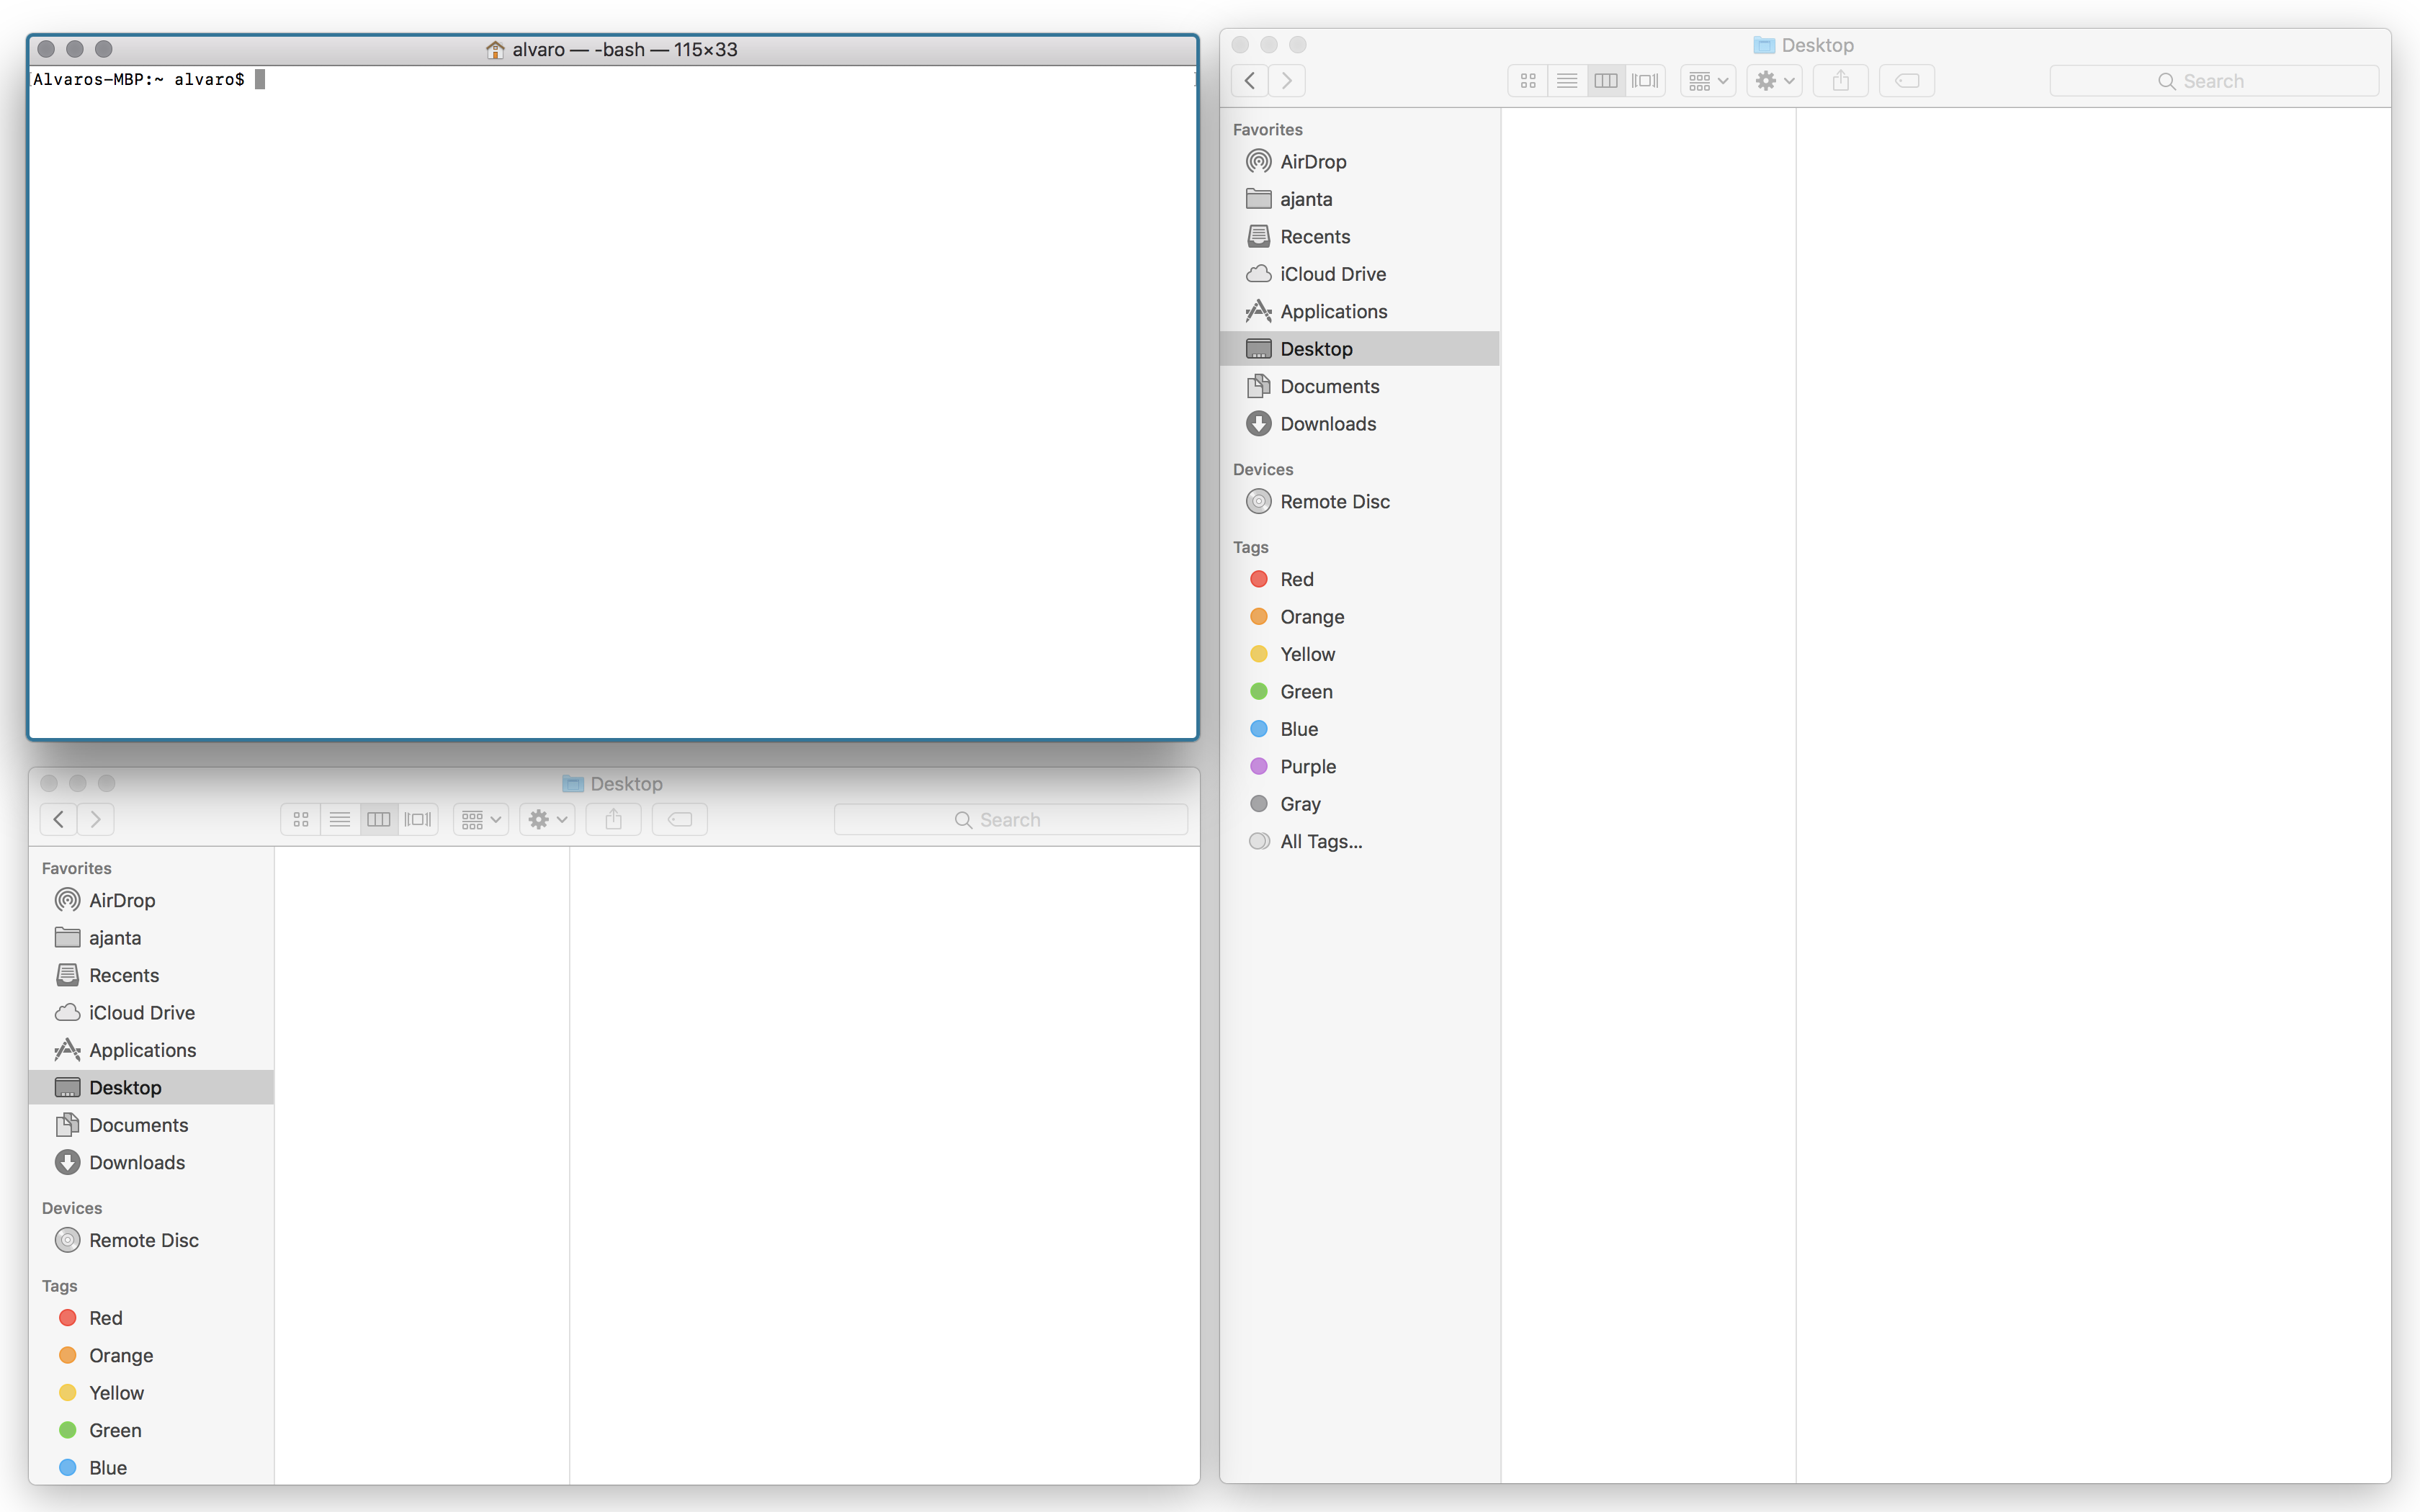 alvaro — -bash — 115×33
Alvaros-MBP:~ alvaro$
Desktop
Search
Favorites
AirDrop
ajanta
Recents
iCloud Drive
Applications
Desktop
Documents
Downloads
Devices
Remote Disc
Tags
Red
Orange
Yellow
Green
Blue
Desktop
Search
Favorites
AirDrop
ajanta
Recents
iCloud Drive
Applications
Desktop
Documents
Downloads
Devices
Remote Disc
Tags
Red
Orange
Yellow
Green
Blue
Purple
Gray
All Tags...